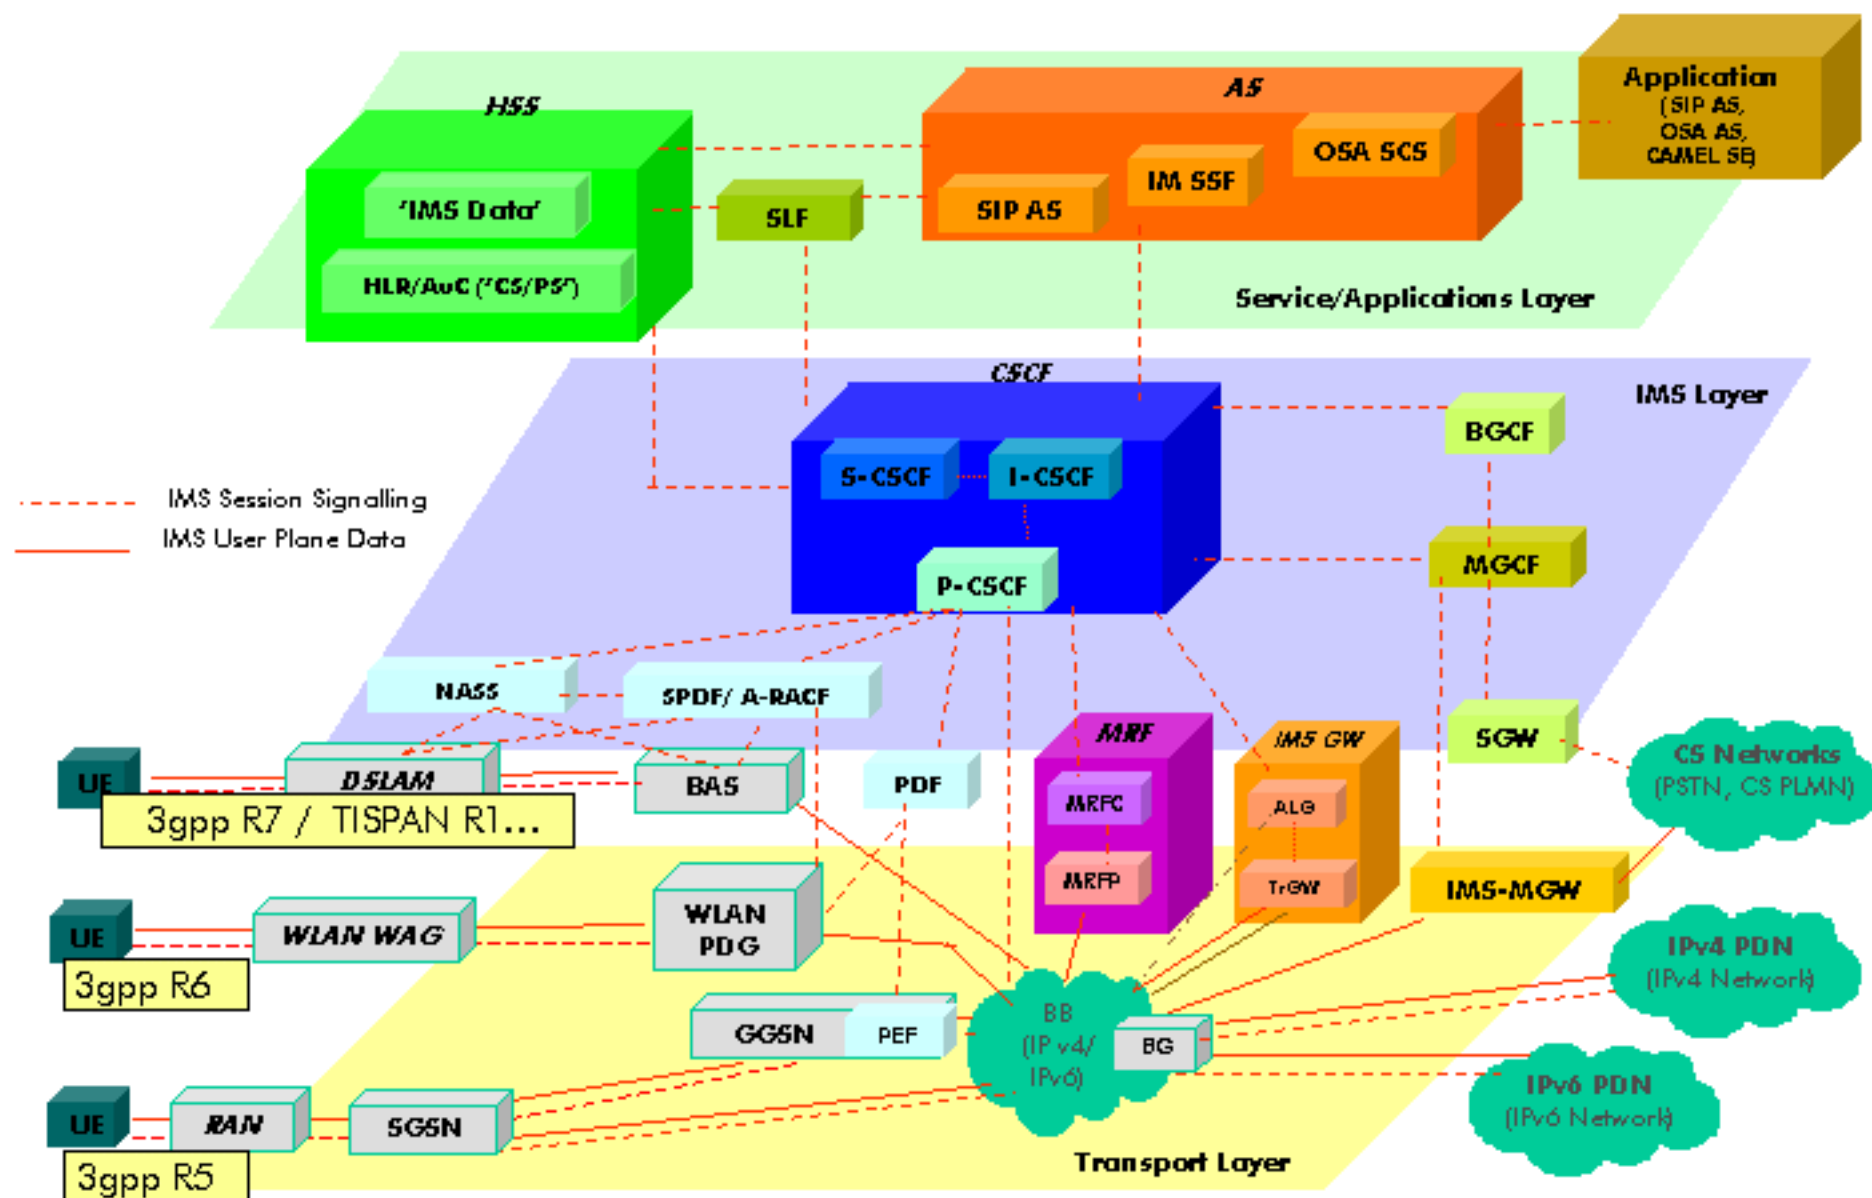 HSS
AS
Application
(SIP AS,
OSA AS,
CAMEL SE)
'IMS Data'
SLF
SIP AS
IM SSF
OSA SCS
HLR/AuC ('CS/PS')
Service/Applications Layer
CSCF
IMS Layer
BGCF
S-CSCF
I-CSCF
IMS Session Signalling
IMS User Plane Data
MGCF
P-CSCF
NASS
SPDF/ A-RACF
MRF
IMS GW
SGW
CS Networks
(PSTN, CS PLMN)
UE
DSLAM
BAS
PDF
MRFC
ALG
3gpp R7 / TISPAN R1...
MRFP
TrGW
IMS-MGW
UE
WLAN WAG
WLAN
PDG
IPv4 PDN
(IPv4 Network)
3gpp R6
GGSN
PEF
BB
(IP v4/
IPv6)
BG
IPv6 PDN
(IPv6 Network)
UE
RAN
SGSN
3gpp R5
Transport Layer